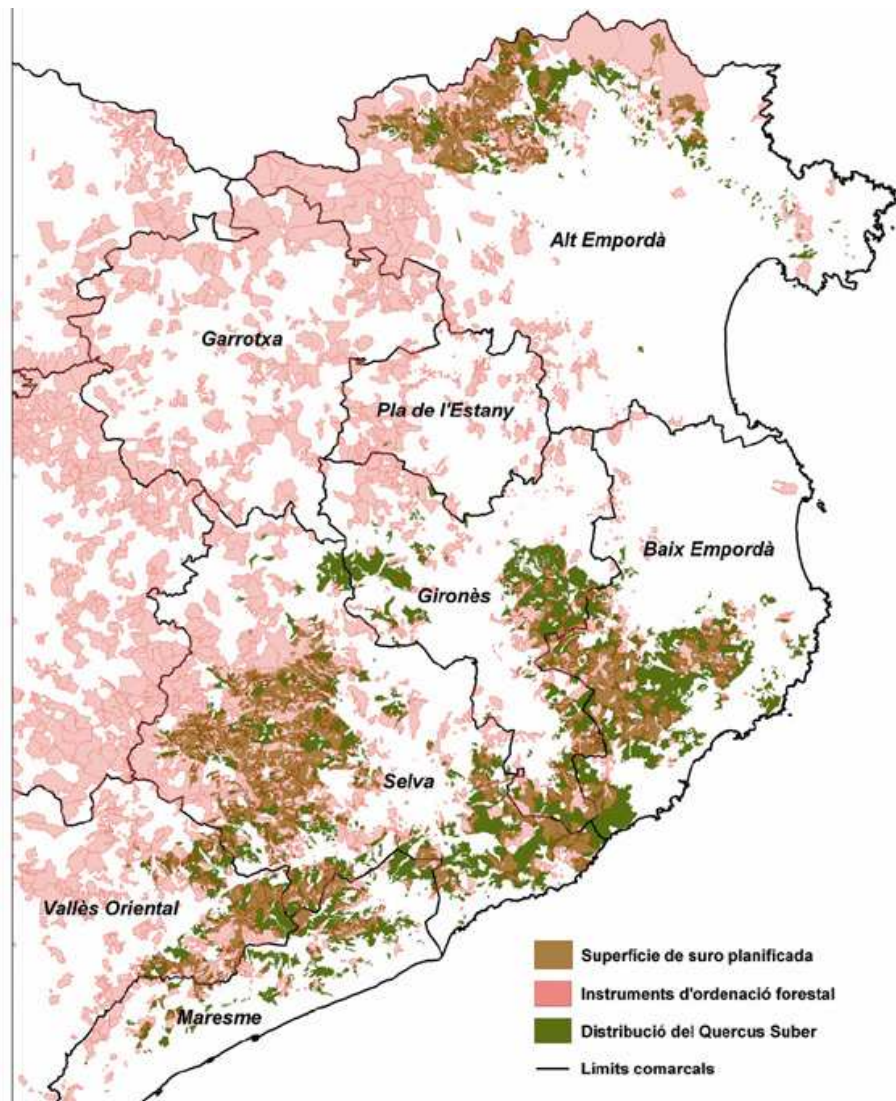 Alt Empordà
Garrotxa
Pla de l'Estany
Baix Empordà
Gironès
Selva
Vallès Oriental
Maresme
Superfície de suro planificada
Instruments d'ordenació forestal
Distribució del Quercus Suber
Límits comarcals